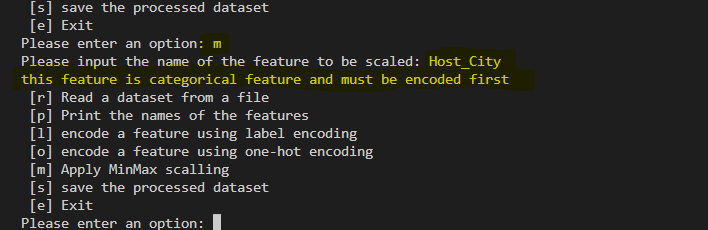 [s] save the processed dataset
[e] Exit
Please enter an option: m
Please input the name of the feature to be scaled: Host_City
this feature is categorical feature and must be encoded first
[r] Read a dataset from a file
[p] Print the names of the features
[l] encode a feature using label encoding
[o] encode a feature using one-hot encoding
[m] Apply MinMax scalling
[s] save the processed dataset
[e] Exit
Please enter an option: